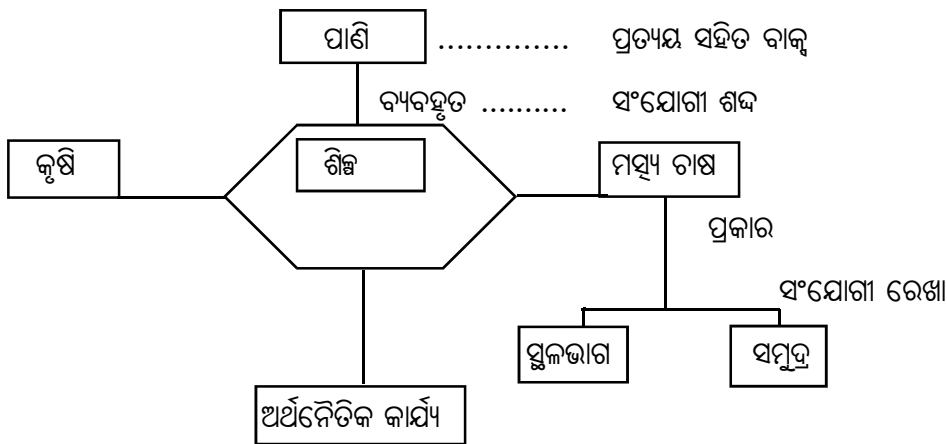 ପାଣି .............. ପ୍ରତ୍ୟୟ ସହିତ ବାକ୍ସ
ବ୍ୟବହୃତ .......... ସଂଯୋଗୀ ଶବ୍ଦ
କୃଷି
ଶିଳ୍ପ
ମତ୍ସ୍ୟ ଚାଷ
ପ୍ରକାର
ସଂଯୋଗୀ ରେଖା
ସ୍ଥଳଭାଗ
ସମୁଦ୍ର
ଅର୍ଥନୈତିକ କାର୍ଯ୍ୟ